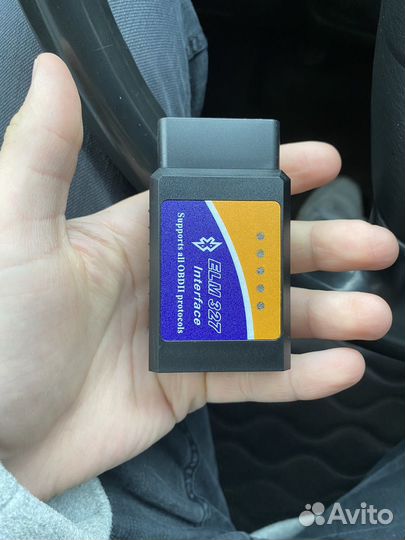 ELM 327
Interface
Supports all OBDII protocols
Avito